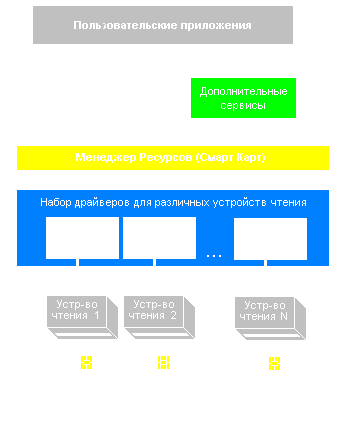 Пользовательские приложения
Дополнительные
сервисы
Менеджер Ресурсов (Смарт Карт)
Набор драйверов для различных устройств чтения
...
Устр-во
чтения 1
Устр-во
чтения 2
Устр-во
чтения N